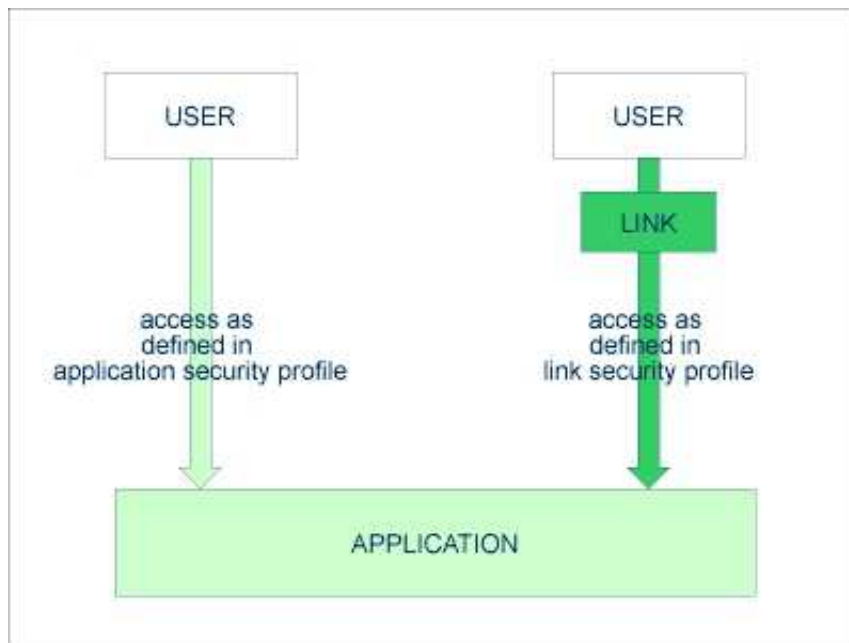 USER
USER
LINK
access as
defined in
application security profile
access as
defined in
link security profile
APPLICATION